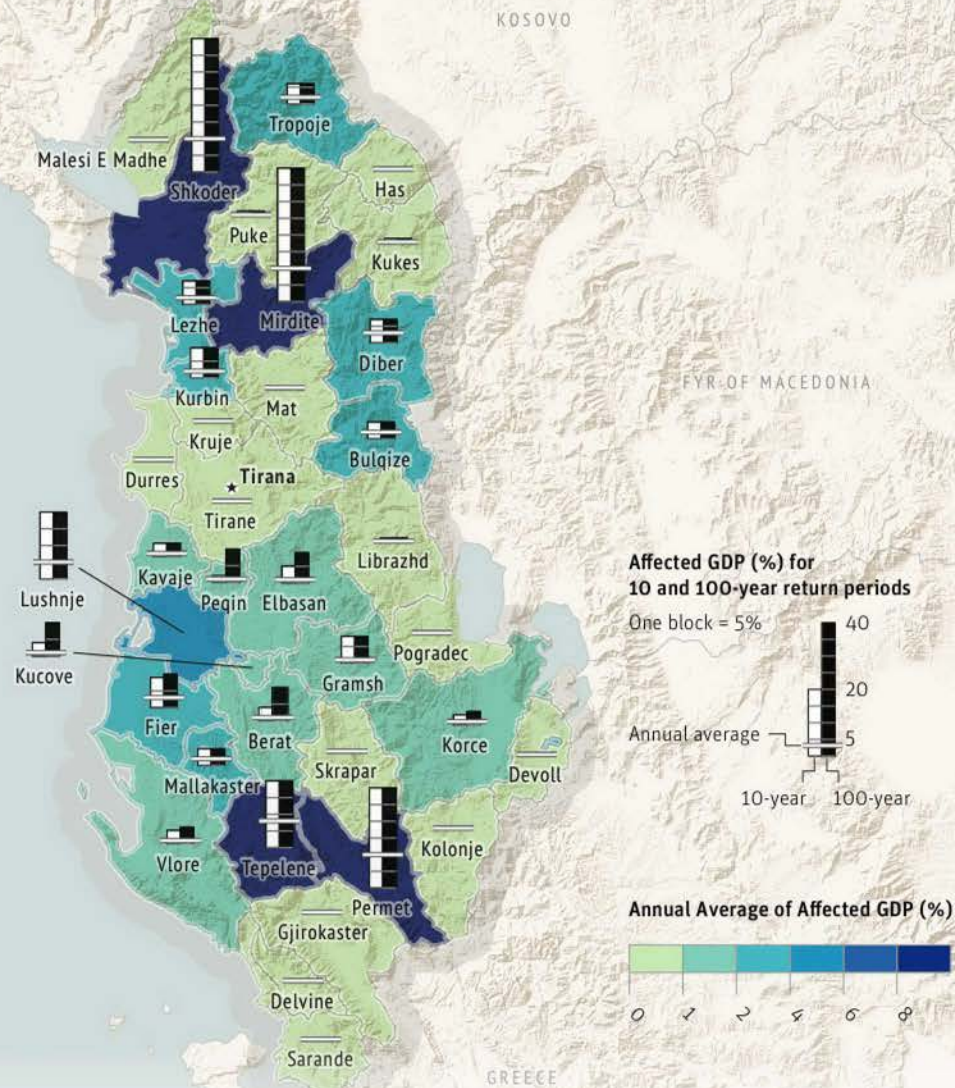 KOSOVO
Tropoje
Malesi E Madhe
Shkoder
Has
Puke
Kukes
Lezhe
Mirdite
Diber
Kurbin
FYR OF MACEDONIA
Mat
Kruje
Bulqize
Durres
Tirana
Tirane
Librazhd
Kavaje
Peqin
Elbasan
Lushnje
Kucove
Pogradec
Gramsh
Fier
Berat
Korce
Skrapar
Devoll
Mallakaster
Vlore
Tepelene
Kolonje
Permet
Gjirokaster
Delvine
Sarande
GREECE
Affected GDP (%) for
10 and 100-year return periods
One block = 5%
40
20
Annual average
5
10-year
100-year
Annual Average of Affected GDP (%)
0
1
2
4
6
8